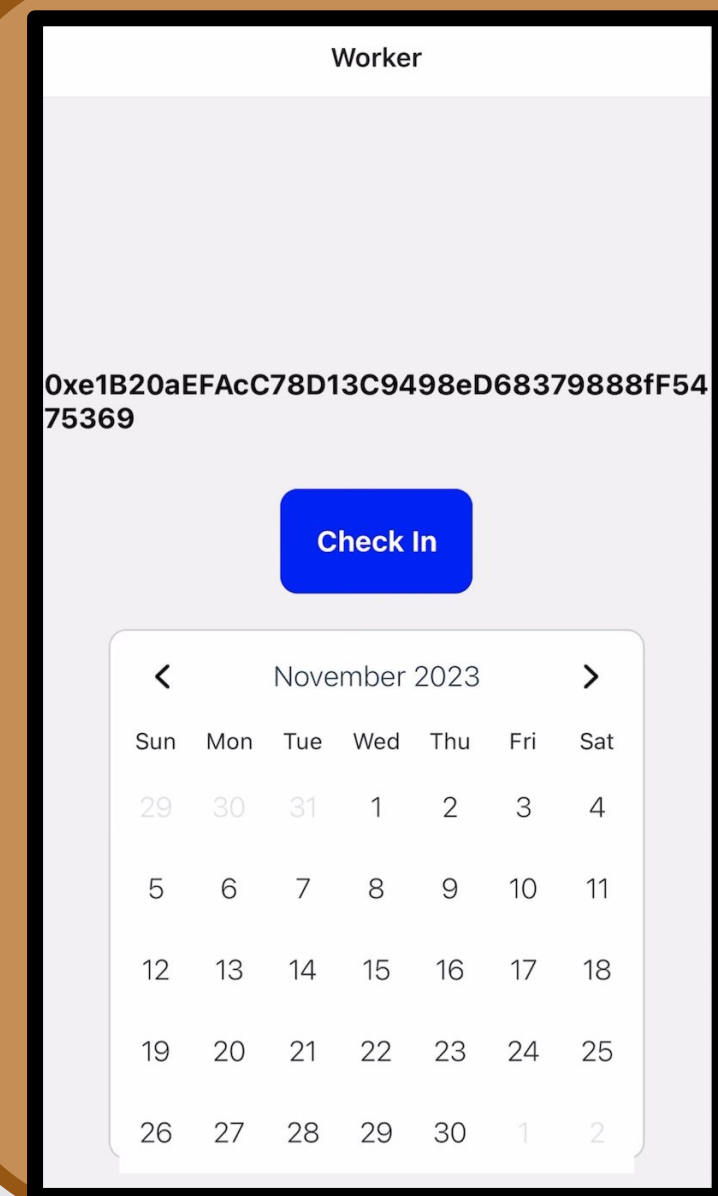 Worker
0xe1B20aEFAcC78D13C9498eD68379888fF54
75369
Check In
November 2023
Sun Mon Tue Wed Thu Fri Sat
29 30 31 1 2 3 4
5 6 7 8 9 10 11
12 13 14 15 16 17 18
19 20 21 22 23 24 25
26 27 28 29 30 1 2